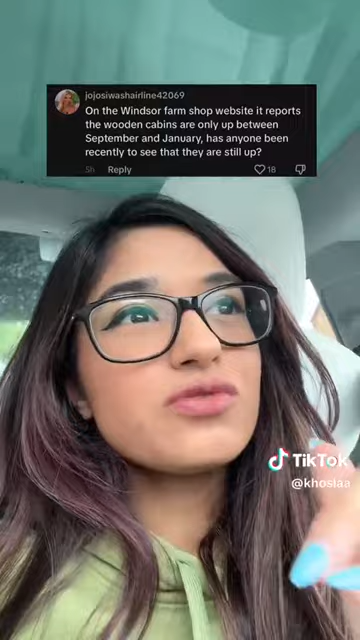 jojosiwashairline42069
On the Windsor farm shop website it reports
the wooden cabins are only up between
September and January, has anyone been
recently to see that they are still up?
5h Reply 18
TikTok
@khosiaa